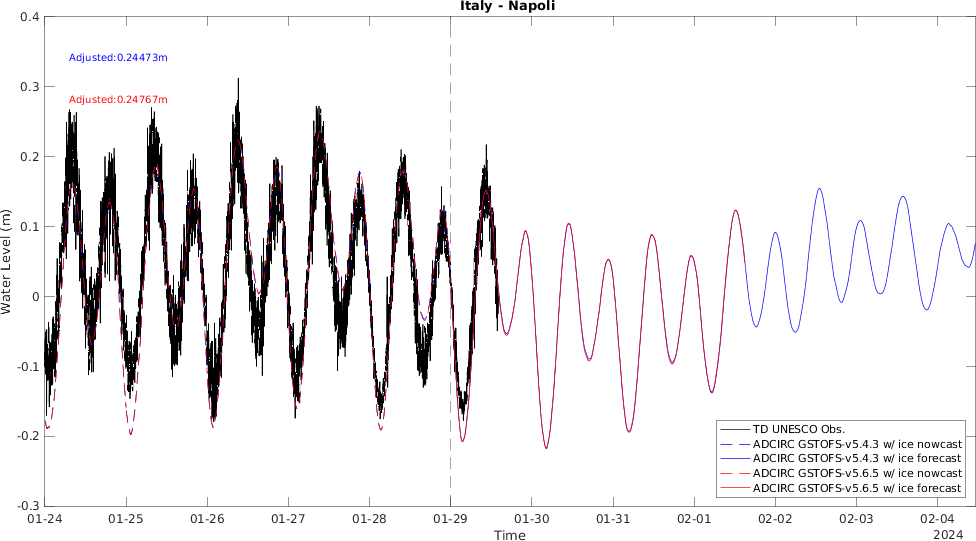 Italy - Napoli
0.4
0.3
0.2
0.1
0
-0.1
-0.2
-0.3
Water Level (m)
Adjusted:0.24473m
Adjusted:0.24767m
TD UNESCO Obs.
ADCIRC GSTOFS-v5.4.3 w/ ice nowcast
ADCIRC GSTOFS-v5.4.3 w/ ice forecast
ADCIRC GSTOFS-v5.6.5 w/ ice nowcast
ADCIRC GSTOFS-v5.6.5 w/ ice forecast
01-24 01-25 01-26 01-27 01-28 01-29 01-30 01-31 02-01 02-02 02-03 02-04
Time
2024